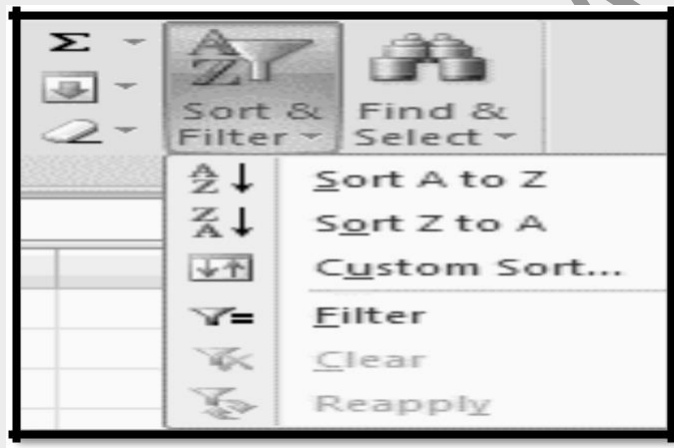 Σ
A
Z
Sort & Filter
Find & Select
A
Z
Sort A to Z
Z
A
Sort Z to A
Custom Sort...
Filter
Clear
Reapply